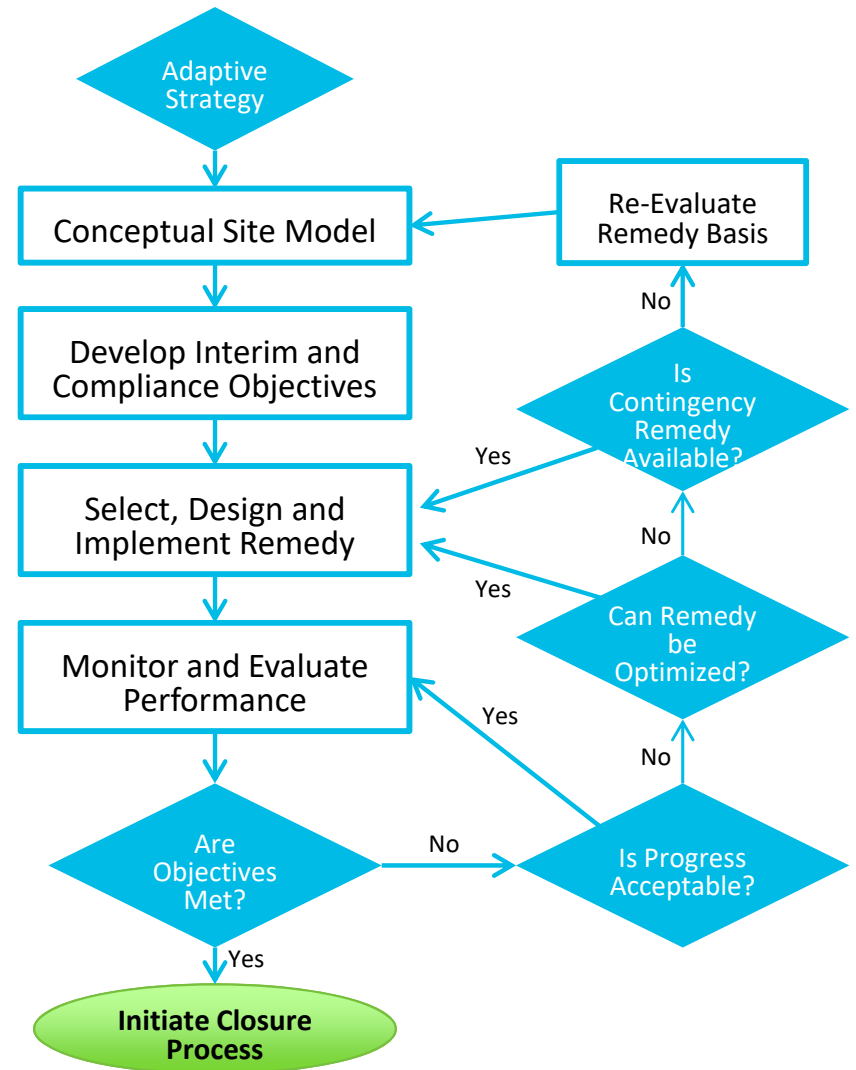 Adaptive
Strategy
Conceptual Site Model
Re-Evaluate
Remedy Basis
No
Develop Interim and
Compliance Objectives
Is
Contingency
Remedy
Available?
Yes
Select, Design and
Implement Remedy
No
Yes
Can Remedy
be
Optimized?
Monitor and Evaluate
Performance
Yes
No
Are
Objectives
Met?
No
Is Progress
Acceptable?
Yes
Initiate Closure
Process